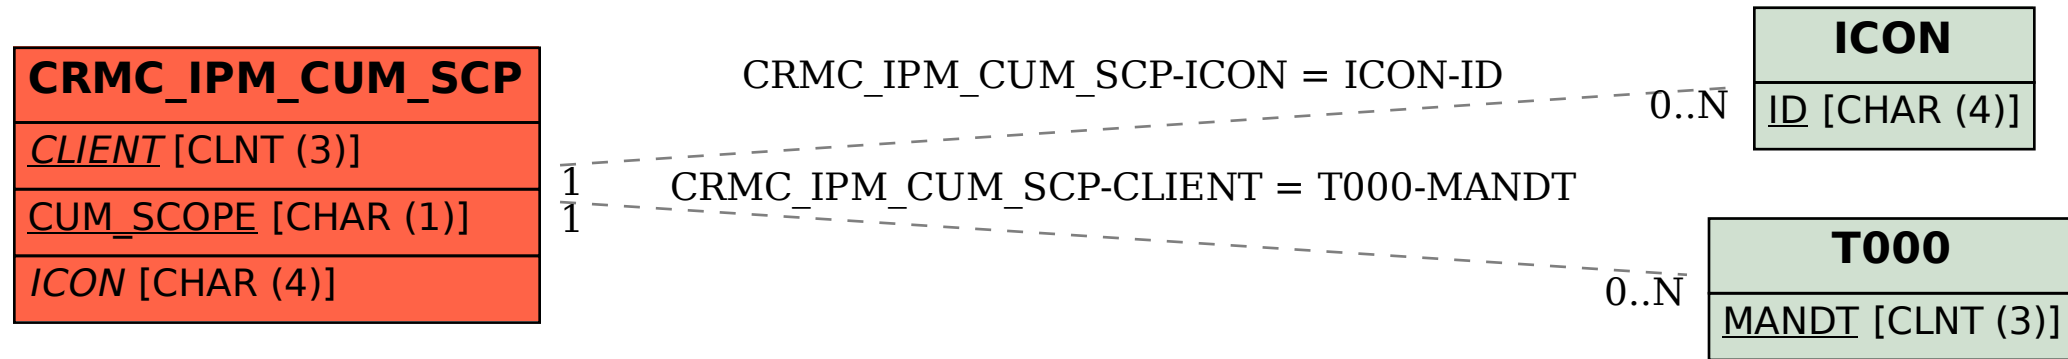 CRMC_IPM_CUM_SCP
CLIENT [CLNT (3)]
CUM_SCOPE [CHAR (1)]
ICON [CHAR (4)]
CRMC_IPM_CUM_SCP-ICON = ICON-ID
0..N
1
CRMC_IPM_CUM_SCP-CLIENT = T000-MANDT
1
0..N
ICON
ID [CHAR (4)]
T000
MANDT [CLNT (3)]